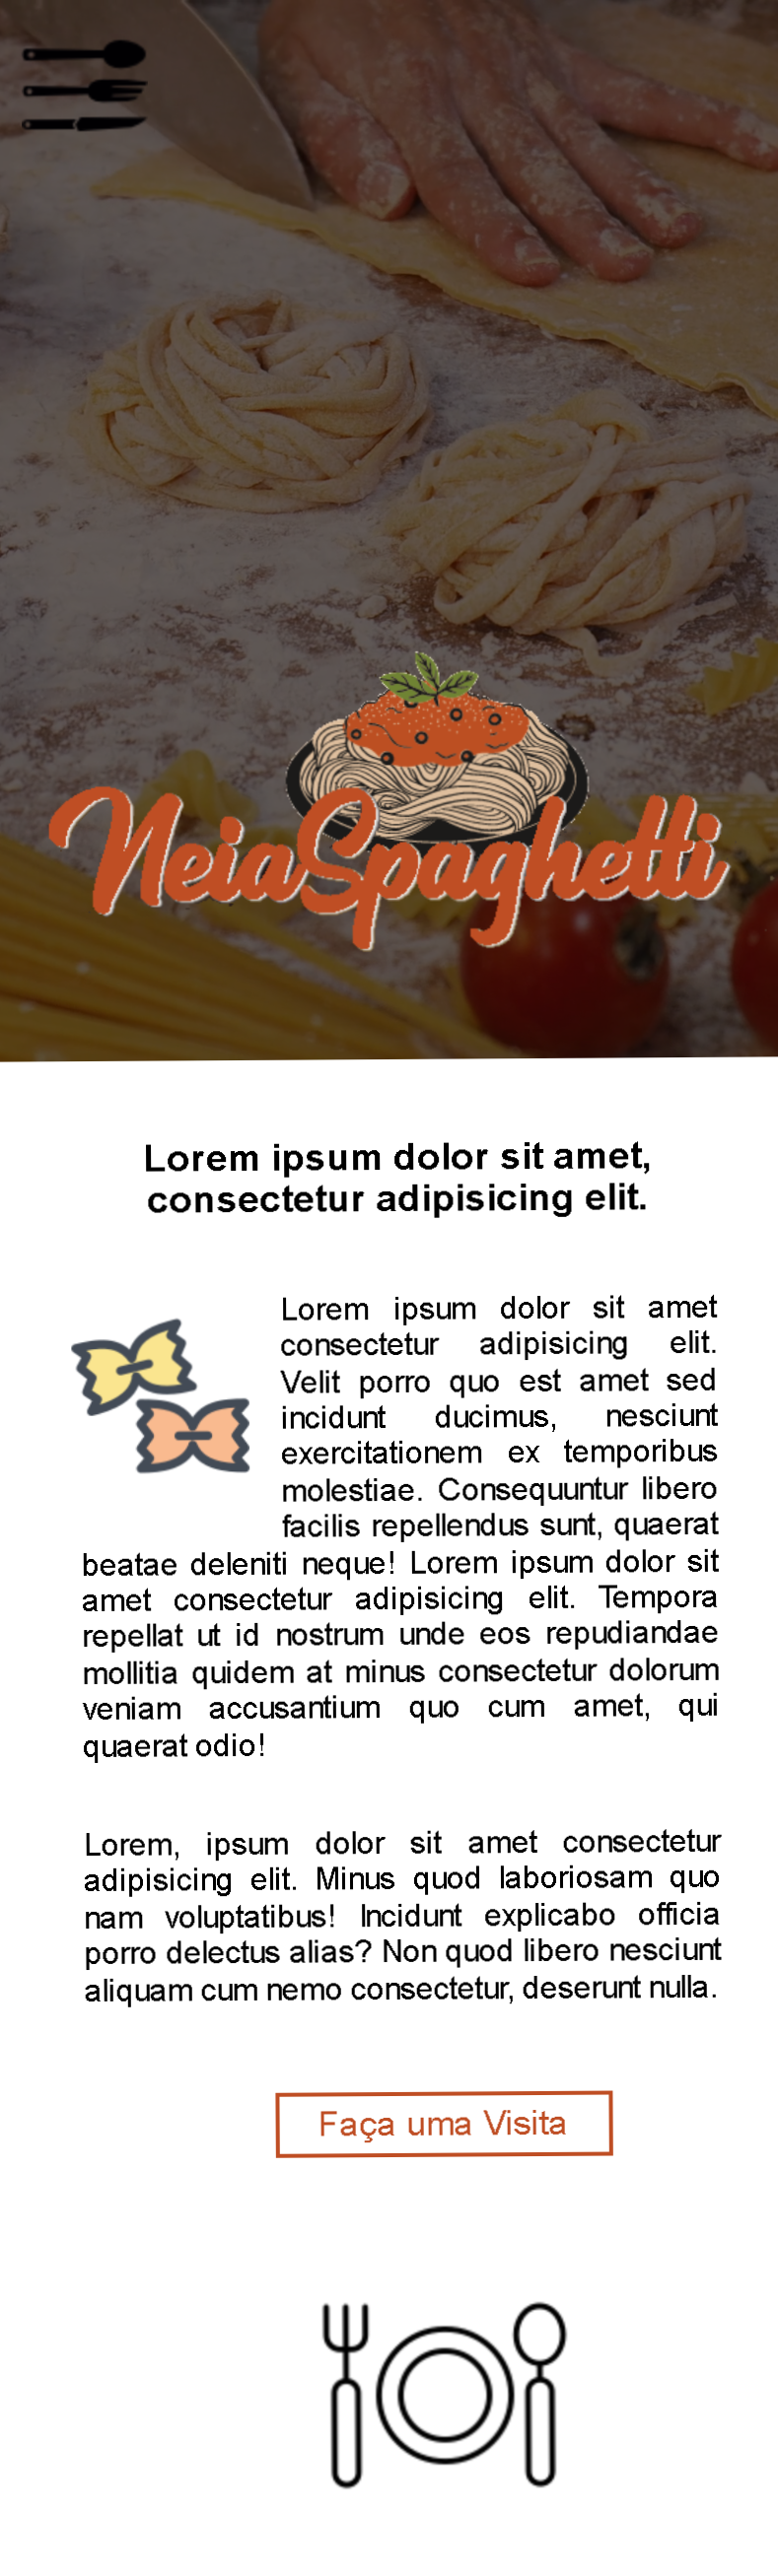 NeiaSpaghetti
Lorem ipsum dolor sit amet,
consectetur adipisicing elit.
Lorem ipsum dolor sit amet
consectetur adipisicing elit.
Velit porro quo est amet sed
incidunt ducimus, nesciunt
exercitationem ex temporibus
molestiae. Consequuntur libero
facilis repellendus sunt, quaerat
beatae deleniti neque! Lorem ipsum dolor sit
amet consectetur adipisicing elit. Tempora
repellat ut id nostrum unde eos repudiandae
mollitia quidem at minus consectetur dolorum
veniam accusantium quo cum amet, qui
quaerat odio!
Lorem, ipsum dolor sit amet consectetur
adipisicing elit. Minus quod laboriosam quo
nam voluptatibus! Incidunt explicabo officia
porro delectus alias? Non quod libero nesciunt
aliquam cum nemo consectetur, deserunt nulla.
Faça uma Visita